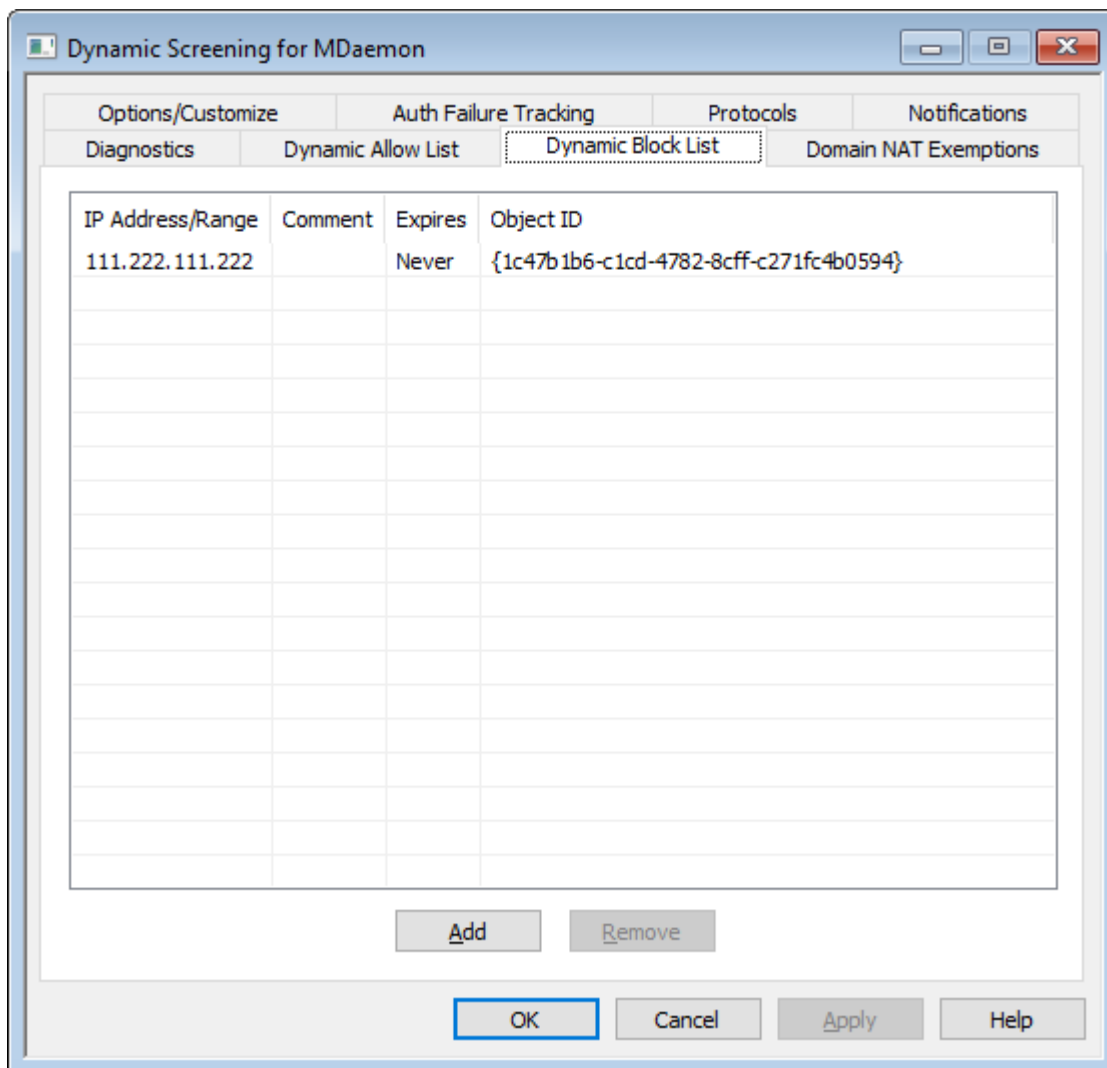 Dynamic Screening for MDaemon
Options/Customize Auth Failure Tracking Protocols Notifications
Diagnostics Dynamic Allow List Dynamic Block List Domain NAT Exemptions
IP Address/Range Comment Expires Object ID
111.222.111.222 Never {1c47b1b6-c1cd-4782-8cff-c271fc4b0594}
Add Remove
OK Cancel Apply Help